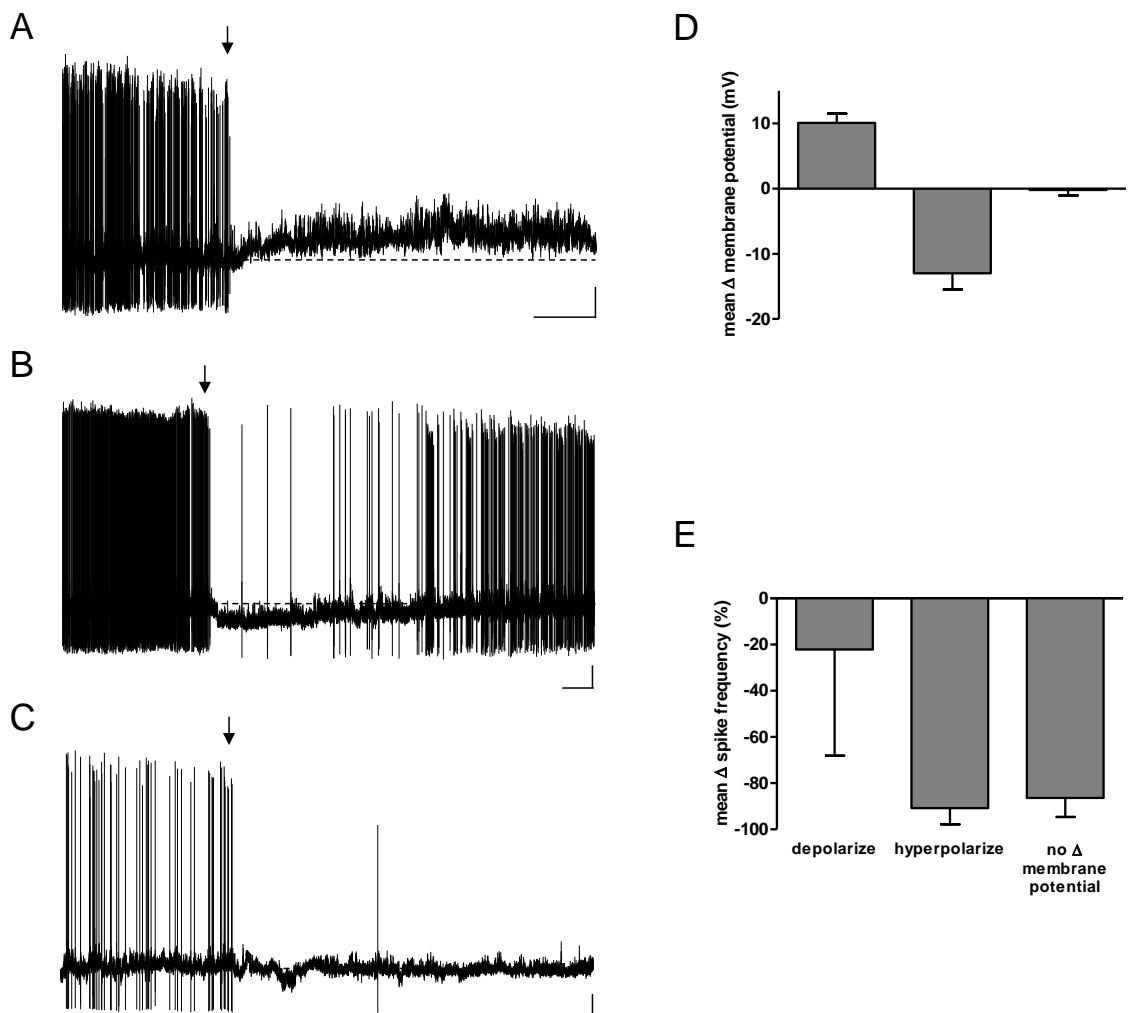 A
B
C
D
mean Δ membrane potential (mV)
10
0
-10
-20
E
mean Δ spike frequency (%)
0
-20
-40
-60
-80
-100
depolarize
hyperpolarize
no Δ
membrane
potential